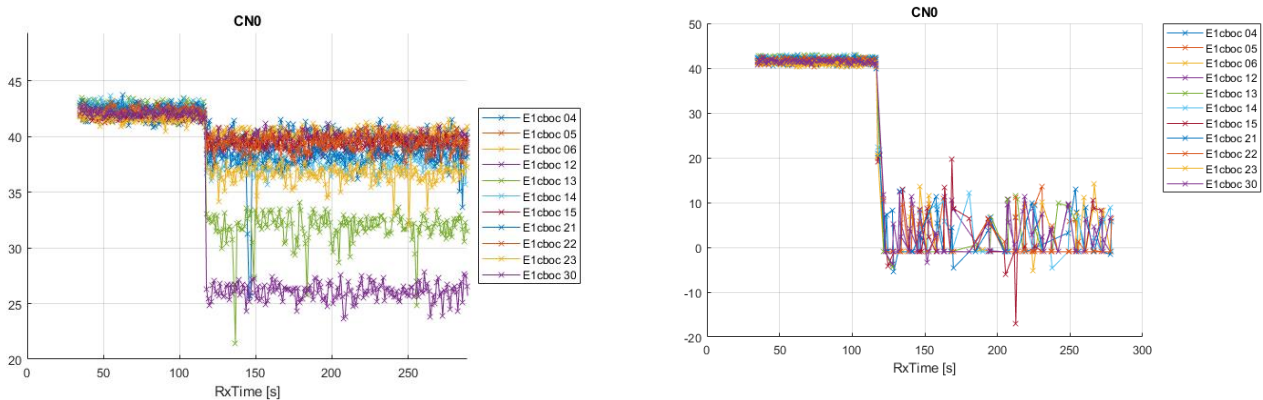 CN0
45
40
35
30
25
20
0
50
100
150
200
250
RxTime [s]
E1cboc 04
E1cboc 05
E1cboc 06
E1cboc 12
E1cboc 13
E1cboc 14
E1cboc 15
E1cboc 21
E1cboc 22
E1cboc 23
E1cboc 30
CN0
50
40
30
20
10
0
-10
-20
0
50
100
150
200
250
300
RxTime [s]
E1cboc 04
E1cboc 05
E1cboc 06
E1cboc 12
E1cboc 13
E1cboc 14
E1cboc 15
E1cboc 21
E1cboc 22
E1cboc 23
E1cboc 30